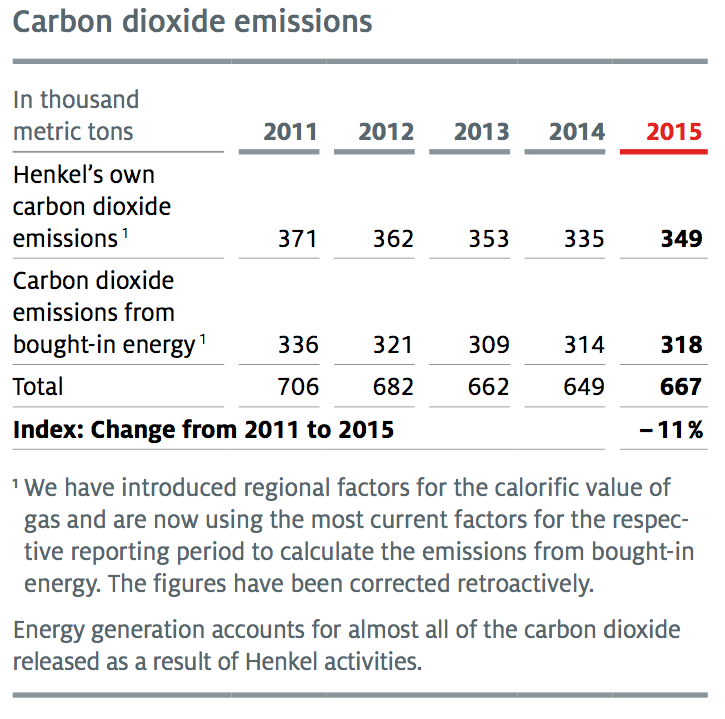 Carbon dioxide emissions
In thousand
metric tons 2011 2012 2013 2014 2015
Henkel’s own
carbon dioxide
emissions ¹ 371 362 353 335 349
Carbon dioxide
emissions from
bought-in energy ¹ 336 321 309 314 318
Total 706 682 662 649 667
Index: Change from 2011 to 2015 – 11 %
¹ We have introduced regional factors for the calorific value of
gas and are now using the most current factors for the respec-
tive reporting period to calculate the emissions from bought-in
energy. The figures have been corrected retroactively.
Energy generation accounts for almost all of the carbon dioxide
released as a result of Henkel activities.